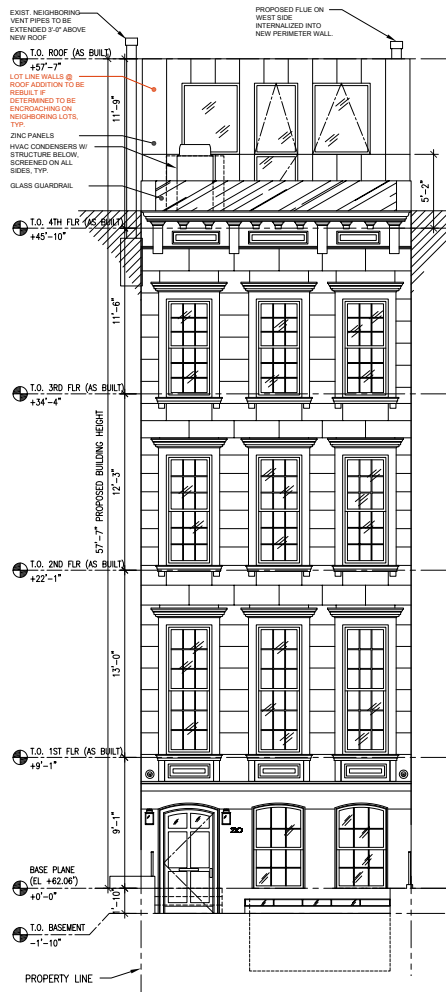 EXIST. NEIGHBORING
VENT PIPES TO BE
EXTENDED 3'-0" ABOVE
NEW ROOF
PROPOSED FLUE ON
WEST SIDE
INTERNALIZED INTO
NEW PERIMETER WALL.
T.O. ROOF (AS BUILT)
+57'-7"
LOT LINE WALLS @
ROOF ADDITION TO BE
REBUILT IF
DETERMINED TO BE
ENCROACHING ON
NEIGHBORING LOTS,
TYP.
11'-9"
ZINC PANELS
HVAC CONDENSERS W/
STRUCTURE BELOW,
SCREENED ON ALL
SIDES, TYP.
GLASS GUARDRAIL
5'-2"
T.O. 4TH FLR (AS BUILT)
+45'-10"
11'-6"
T.O. 3RD FLR (AS BUILT)
+34'-4"
57'-7" PROPOSED BUILDING HEIGHT
12'-3"
T.O. 2ND FLR (AS BUILT)
+22'-1"
13'-0"
T.O. 1ST FLR (AS BUILT)
+9'-1"
9'-1"
210
BASE PLANE
(EL +62.06')
+0'-0"
1'-10"
T.O. BASEMENT
-1'-10"
PROPERTY LINE